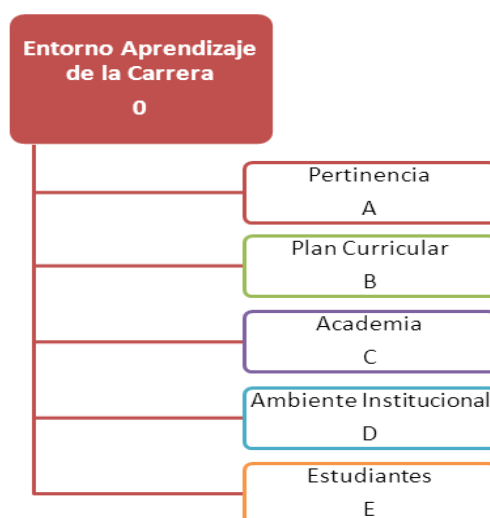 Entorno Aprendizaje
de la Carrera
0
Pertinencia
A
Plan Curricular
B
Academia
C
Ambiente Institucional
D
Estudiantes
E